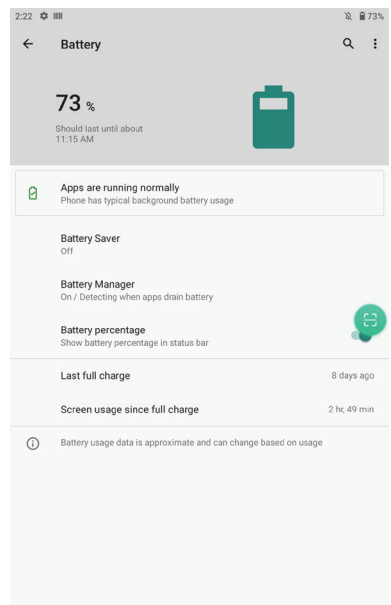 2:22 73%
Battery
73 %
Should last until about
11:15 AM
Apps are running normally
Phone has typical background battery usage
Battery Saver
Off
Battery Manager
On / Detecting when apps drain battery
Battery percentage
Show battery percentage in status bar
Last full charge 8 days ago
Screen usage since full charge 2 hr, 49 min
Battery usage data is approximate and can change based on usage